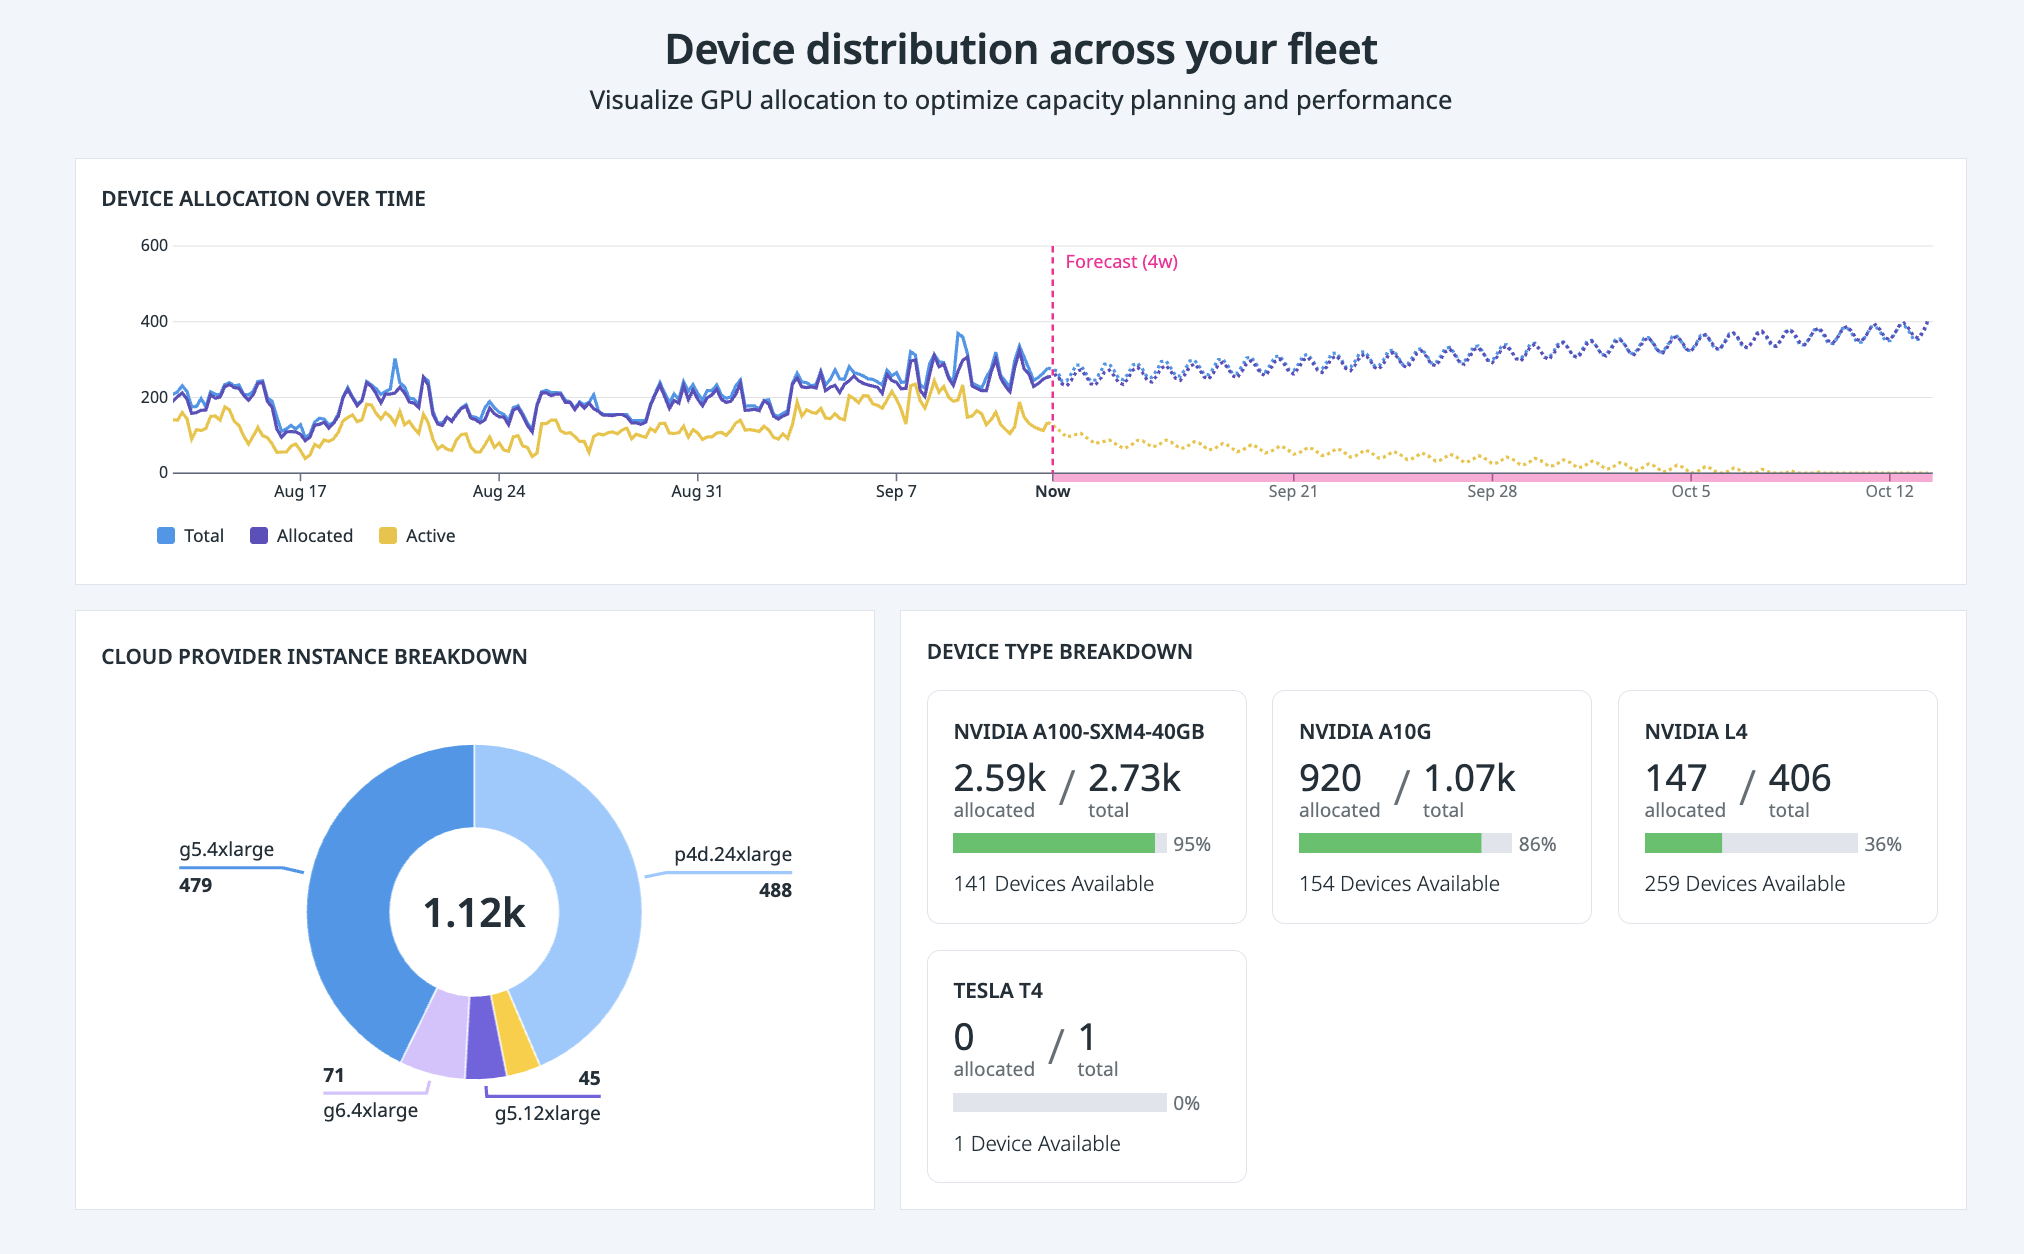 Device distribution across your fleet
Visualize GPU allocation to optimize capacity planning and performance
DEVICE ALLOCATION OVER TIME
600
400
200
0
Forecast (4w)
Aug 17
Aug 24
Aug 31
Sep 7
Now
Sep 21
Sep 28
Oct 5
Oct 12
Total
Allocated
Active
CLOUD PROVIDER INSTANCE BREAKDOWN
g5.4xlarge
479
p4d.24xlarge
488
1.12k
71
g6.4xlarge
45
g5.12xlarge
DEVICE TYPE BREAKDOWN
NVIDIA A100-SXM4-40GB
2.59k / 2.73k
allocated total
95%
141 Devices Available
NVIDIA A10G
920 / 1.07k
allocated total
86%
154 Devices Available
NVIDIA L4
147 / 406
allocated total
36%
259 Devices Available
TESLA T4
0 / 1
allocated total
0%
1 Device Available